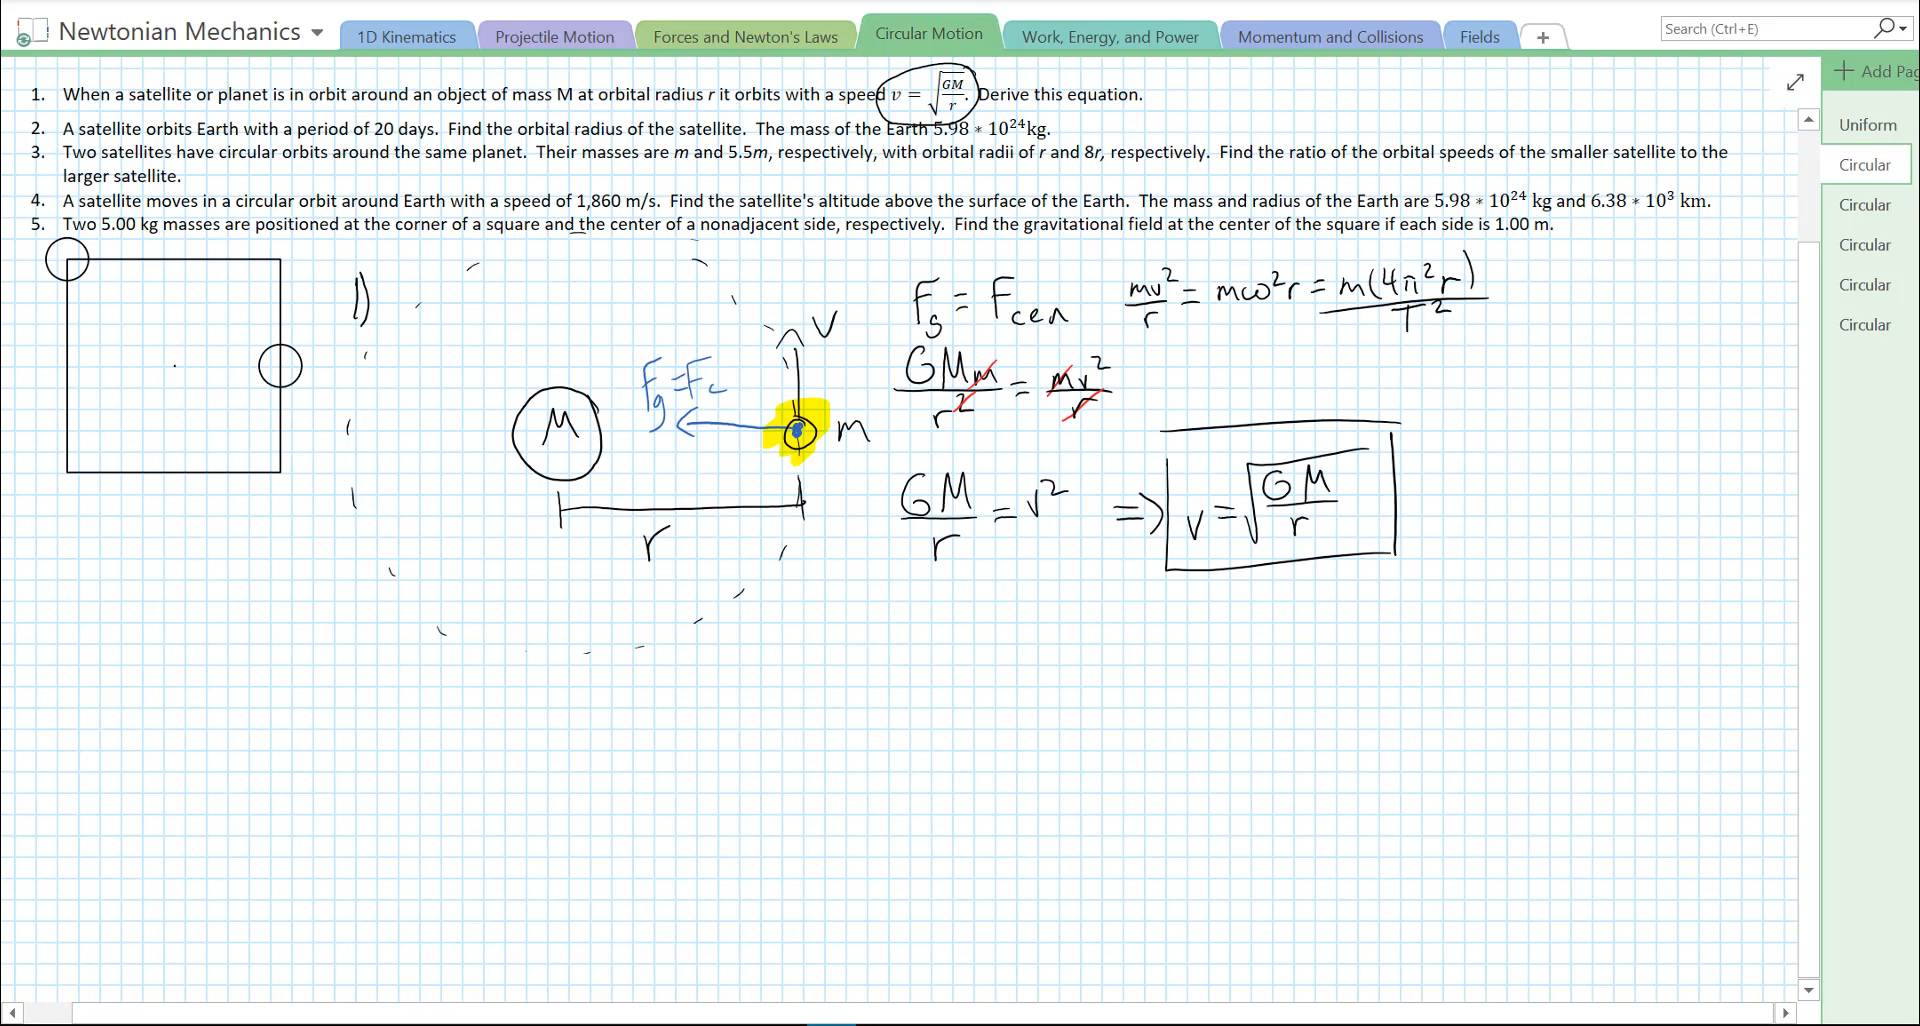 Newtonian Mechanics
1D Kinematics
Projectile Motion
Forces and Newton's Laws
Circular Motion
Work, Energy, and Power
Momentum and Collisions
Fields
+
Search (Ctrl+E)
+ Add Pag
Uniform
Circular
Circular
Circular
Circular
Circular
1. When a satellite or planet is in orbit around an object of mass M at orbital radius r it orbits with a speed v = √(GM/r). Derive this equation.
2. A satellite orbits Earth with a period of 20 days. Find the orbital radius of the satellite. The mass of the Earth 5.98 * 10²⁴kg.
3. Two satellites have circular orbits around the same planet. Their masses are m and 5.5m, respectively, with orbital radii of r and 8r, respectively. Find the ratio of the orbital speeds of the smaller satellite to the
larger satellite.
4. A satellite moves in a circular orbit around Earth with a speed of 1,860 m/s. Find the satellite's altitude above the surface of the Earth. The mass and radius of the Earth are 5.98 * 10²⁴ kg and 6.38 * 10³ km.
5. Two 5.00 kg masses are positioned at the corner of a square and the center of a nonadjacent side, respectively. Find the gravitational field at the center of the square if each side is 1.00 m.
1)
v
Fg = Fc
M
m
r
Fg = Fcen
mv²/r = mω²r = m(4π²r)/T²
GMm/r² = mv²/r
GM/r = v² ⇒ v = √(GM/r)